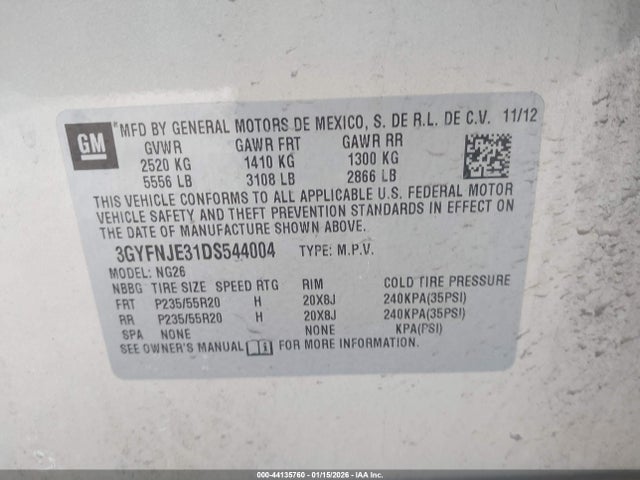 GM
*MFD BY GENERAL MOTORS DE MEXICO, S. DE R.L. DE C.V. 11/12
GVWR GAWR FRT GAWR RR
2520 KG 1410 KG 1300 KG
5556 LB 3108 LB 2866 LB
THIS VEHICLE CONFORMS TO ALL APPLICABLE U.S. FEDERAL MOTOR
VEHICLE SAFETY AND THEFT PREVENTION STANDARDS IN EFFECT ON
THE DATE OF MANUFACTURE SHOWN ABOVE.
3GYFNJE31DS544004 TYPE: M.P.V.
MODEL: NG26
NBBG TIRE SIZE SPEED RTG RIM COLD TIRE PRESSURE
FRT P235/55R20 H 20X8J 240KPA(35PSI)
RR P235/55R20 H 20X8J 240KPA(35PSI)
SPA NONE NONE KPA(PSI)
SEE OWNER'S MANUAL FOR MORE INFORMATION.
000-44135760 - 01/15/2026 - IAA Inc.